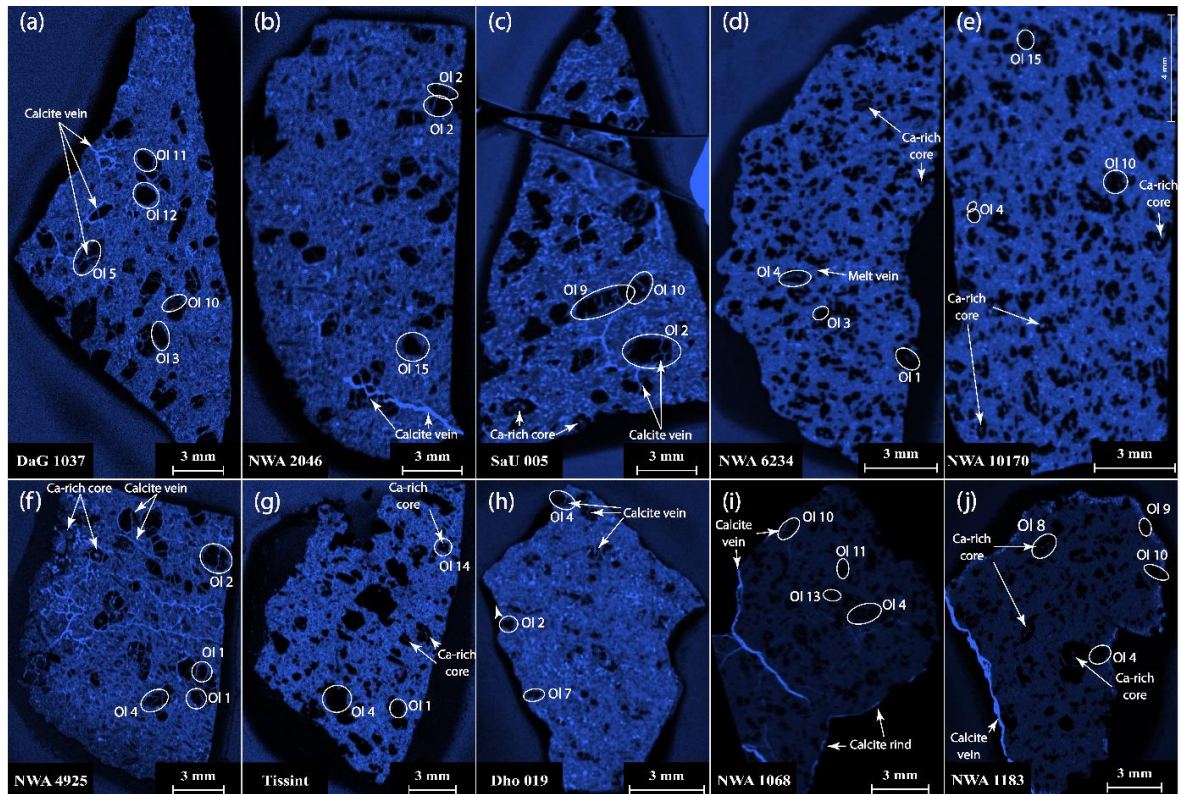 (a)
Calcite vein
Ol 11
Ol 12
Ol 5
Ol 10
Ol 3
DaG 1037
3 mm
(b)
Ol 2
Ol 2
Ol 15
Calcite vein
NWA 2046
3 mm
(c)
Ol 9
Ol 10
Ol 2
Ca-rich core
Calcite
vein
SaU 005
3 mm
(d)
Ca-rich
core
Ol 4
Melt vein
Ol 3
Ol 1
NWA 6234
3 mm
(e)
4 mm
Ol 15
Ol 10
Ca-rich
core
Ol 4
Ca-rich
core
NWA 10170
3 mm
(f)
Ca-rich core
Calcite vein
Ol 2
Ol 1
Ol 4
Ol 1
NWA 4925
3 mm
(g)
Ca-rich
core
Ol 14
Ca-rich
core
Ol 4
Ol 1
Tissint
3 mm
(h)
Ol 4
Calcite vein
Ol 2
Ol 7
Dho 019
3 mm
(i)
Calcite
vein
Ol 10
Ol 11
Ol 13
Ol 4
Calcite rind
NWA 1068
3 mm
(j)
Ol 9
Ol 8
Ca-rich
core
Ol 10
Ol 4
Ca-rich
core
Calcite
vein
NWA 1183
3 mm